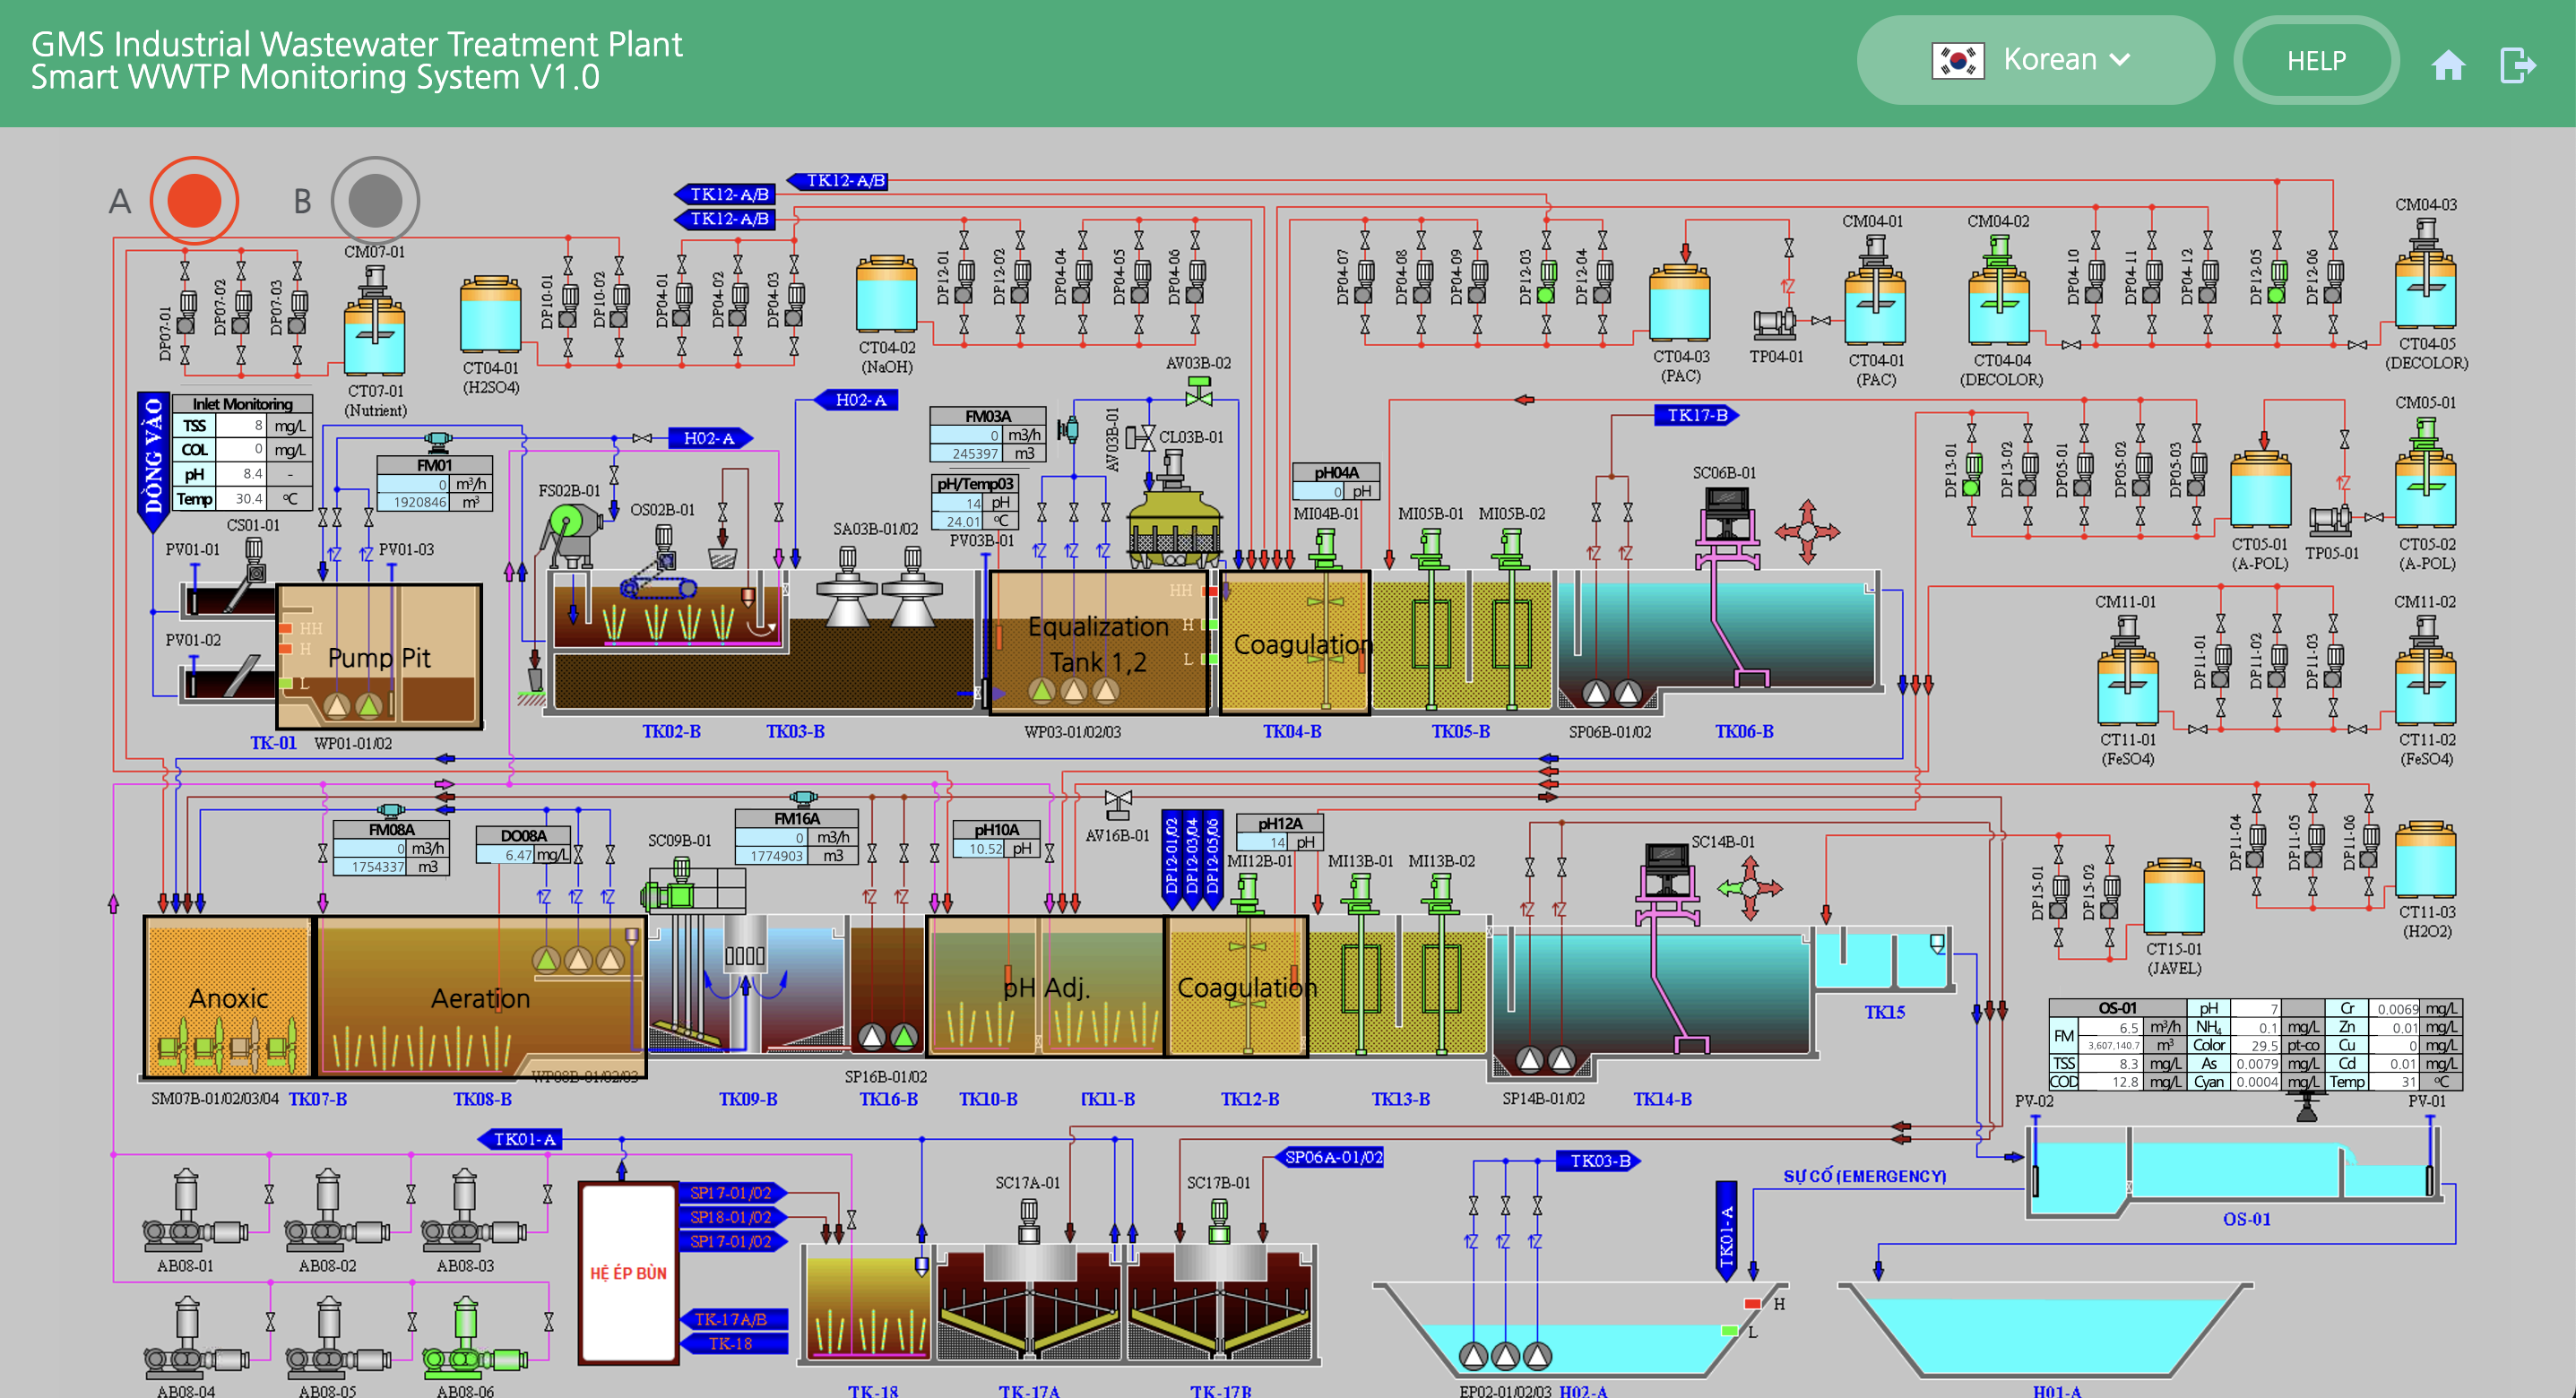 GMS Industrial Wastewater Treatment Plant
Smart WWTP Monitoring System V1.0
Korean
HELP
A
B
TK12-A/B
TK12-A/B
TK12-A/B
CM07-01
DP07-01
DP07-02
DP07-03
CT07-01
(Nutrient)
CT04-01
(H2SO4)
DP10-01
DP10-02
DP04-01
DP04-02
DP04-03
CT04-02
(NaOH)
DP12-01
DP12-02
DP04-04
DP04-05
DP04-06
DP04-07
DP04-08
DP04-09
DP12-03
DP12-04
CT04-03
(PAC)
TP04-01
CM04-01
CT04-01
(PAC)
CM04-02
CT04-04
(DECOLOR)
DP04-10
DP04-11
DP04-12
DP12-05
DP12-06
CM04-03
CT04-05
(DECOLOR)
DÒNG VÀO
Inlet Monitoring
TSS 8 mg/L
COL 0 mg/L
pH 8.4 -
Temp 30.4 ºC
FM01
0 m³/h
1920846 m³
H02-A
H02-A
FM03A
0 m3/h
245397 m3
pH/Temp03
14 pH
24.01 ºC
AV03B-02
AV03B-01
CL03B-01
pH04A
0 pH
TK17-B
SC06B-01
DP13-01
DP13-02
DP05-01
DP05-02
DP05-03
CT05-01
(A-POL)
TP05-01
CM05-01
CT05-02
(A-POL)
CS01-01
PV01-01
PV01-02
PV01-03
FS02B-01
OS02B-01
SA03B-01/02
PV03B-01
MI04B-01
MI05B-01
MI05B-02
HH
H
L
Pump Pit
Equalization
Tank 1,2
HH
H
L
Coagulation
TK-01
WP01-01/02
TK02-B
TK03-B
WP03-01/02/03
TK04-B
TK05-B
SP06B-01/02
TK06-B
CM11-01
CT11-01
(FeSO4)
DP11-01
DP11-02
DP11-03
CM11-02
CT11-02
(FeSO4)
FM08A
0 m3/h
1754337 m3
DO08A
6.47 mg/L
SC09B-01
FM16A
0 m3/h
1774903 m3
pH10A
10.52 pH
AV16B-01
DP12-01/02
DP12-03/04
DP12-05/06
pH12A
14 pH
MI12B-01
MI13B-01
MI13B-02
SC14B-01
DP15-01
DP15-02
CT15-01
(JAVEL)
DP11-04
DP11-05
DP11-06
CT11-03
(H2O2)
Anoxic
Aeration
pH Adj.
Coagulation
WP08B-01/02/03
SM07B-01/02/03/04
TK07-B
TK08-B
TK09-B
SP16B-01/02
TK16-B
TK10-B
TK11-B
TK12-B
TK13-B
SP14B-01/02
TK14-B
TK15
OS-01 pH 7 Cr 0.0069 mg/L
FM 6.5 m³/h NH₄ 0.1 mg/L Zn 0.01 mg/L
3,607,140.7 m³ Color 29.5 pt-co Cu 0 mg/L
TSS 8.3 mg/L As 0.0079 mg/L Cd 0.01 mg/L
COD 12.8 mg/L Cyan 0.0004 mg/L Temp 31 ºC
PV-02
PV-01
OS-01
SỰ CỐ (EMERGENCY)
TK01-A
AB08-01
AB08-02
AB08-03
AB08-04
AB08-05
AB08-06
HỆ ÉP BÙN
SP17-01/02
SP18-01/02
SP17-01/02
TK-17A/B
TK-18
SC17A-01
SC17B-01
SP06A-01/02
TK03-B
TK01-A
H
L
TK-18
TK-17A
TK-17B
EP02-01/02/03
H02-A
H01-A